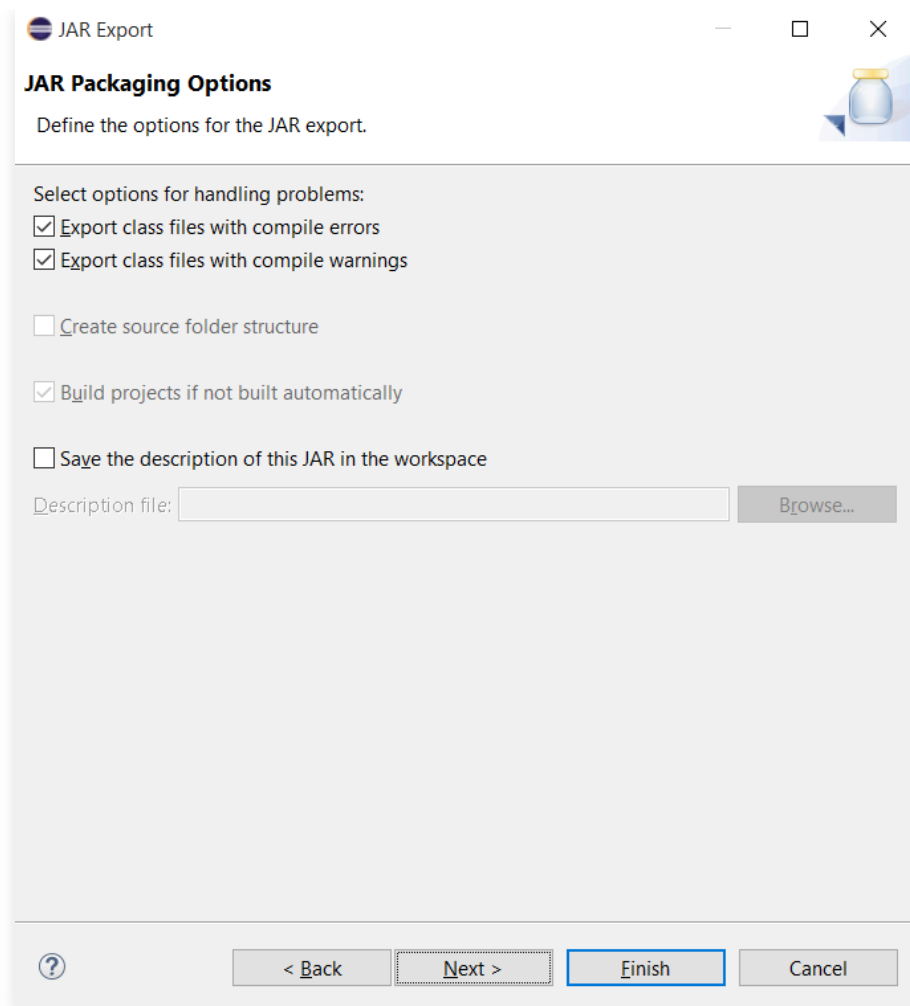 JAR Export
JAR Packaging Options
Define the options for the JAR export.
Select options for handling problems:
Export class files with compile errors
Export class files with compile warnings
Create source folder structure
Build projects if not built automatically
Save the description of this JAR in the workspace
Description file:
Browse...
?
< Back
Next >
Finish
Cancel